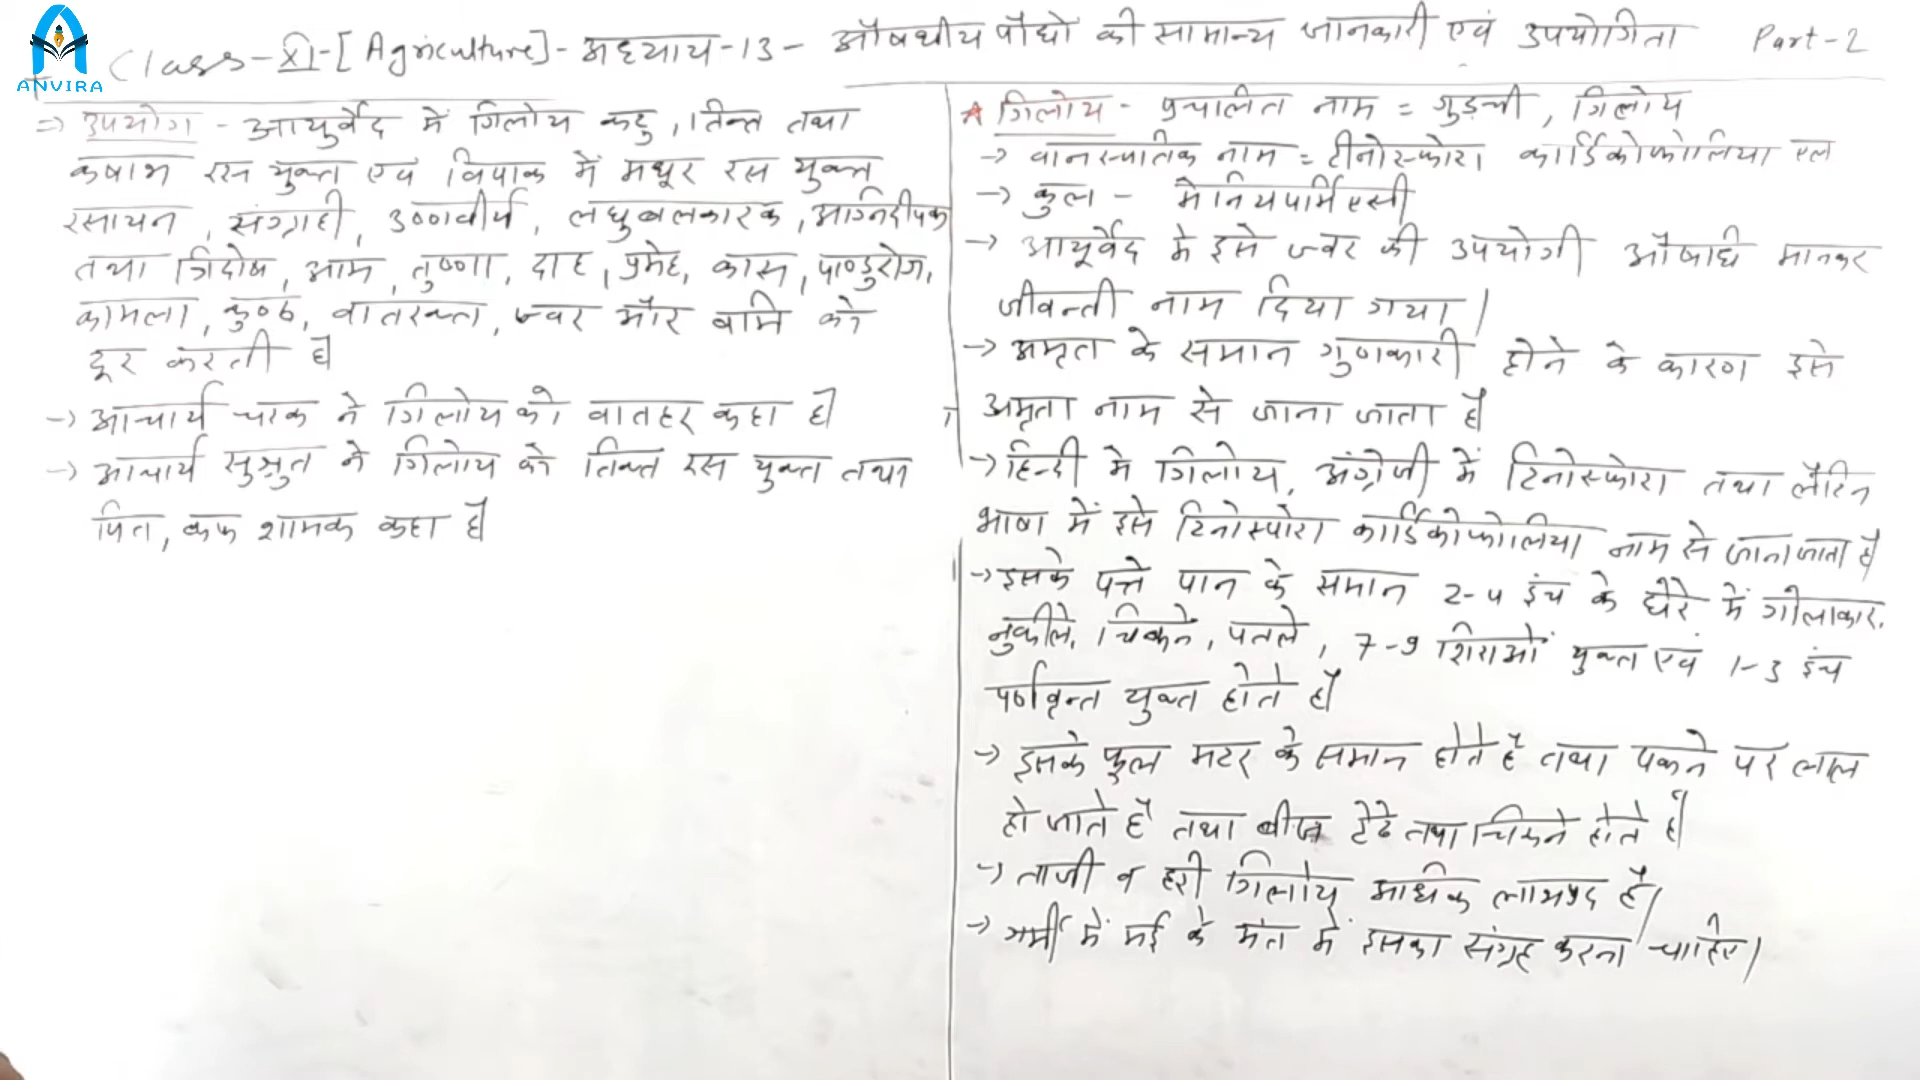 ANVIRA
Class-XI-[Agriculture]-अध्याय-13- औषधीय पौधो की सामान्य जानकारी एवं उपयोगिता Part-2
⇒ उपयोग - आयुर्वेद में गिलोय कटु, तिक्त तथा
कषाय रस युक्त एवं विपाक में मधुर रस युक्त
रसायन, संग्राही, उष्णवीर्य, लघुबलकारक, अग्निदीपक
तथा त्रिदोष, आम, तृष्णा, दाह, प्रमेह, कास, पाण्डुरोग,
कामला, कुष्ठ, वातरक्त, ज्वर और वामि को
दूर करती है
→ आचार्य चरक ने गिलोय को वातहर कहा है
→ आचार्य सुश्रुत ने गिलोय को तिक्त रस युक्त तथा
पित, कफ शामक कहा है
★ गिलोय - प्रचालित नाम = गुड़ची, गिलोय
→ वानस्पतिक नाम = टीनोस्फोरा कार्डिकोफोलिया एल
→ कुल - मेनियपार्मिएसी
→ आयुर्वेद मे इसे ज्वर की उपयोगी औषधि मानकर
जीवन्ती नाम दिया गया।
→ अमृता के समान गुणकारी होने के कारण इसे
अमृता नाम से जाना जाता है
→ हिन्दी मे गिलोय, अंग्रेजी में टिनोस्फोरा तथा लैटिन
भाषा में इसे टिनोस्पोरा कार्डिकोफोलिया नाम से जाना जाता है
→ इसके पत्ते पान के समान 2-4 इंच के घेरे में गोलाकार,
नुकीले, चिकने, पतले, 7-9 शिराओं युक्त एवं 1-3 इंच
पर्णवृन्त युक्त होते है
→ इसके फुल मटर के समान होते है तथा पकने पर लाल
हो जाते है तथा बीज टेढे तथा चिकने होते है
→ ताजी व हरी गिलोय अधिक लाभप्रद है।
→ गर्मी में मई के मंत में इसका संग्रह करना चाहिए।